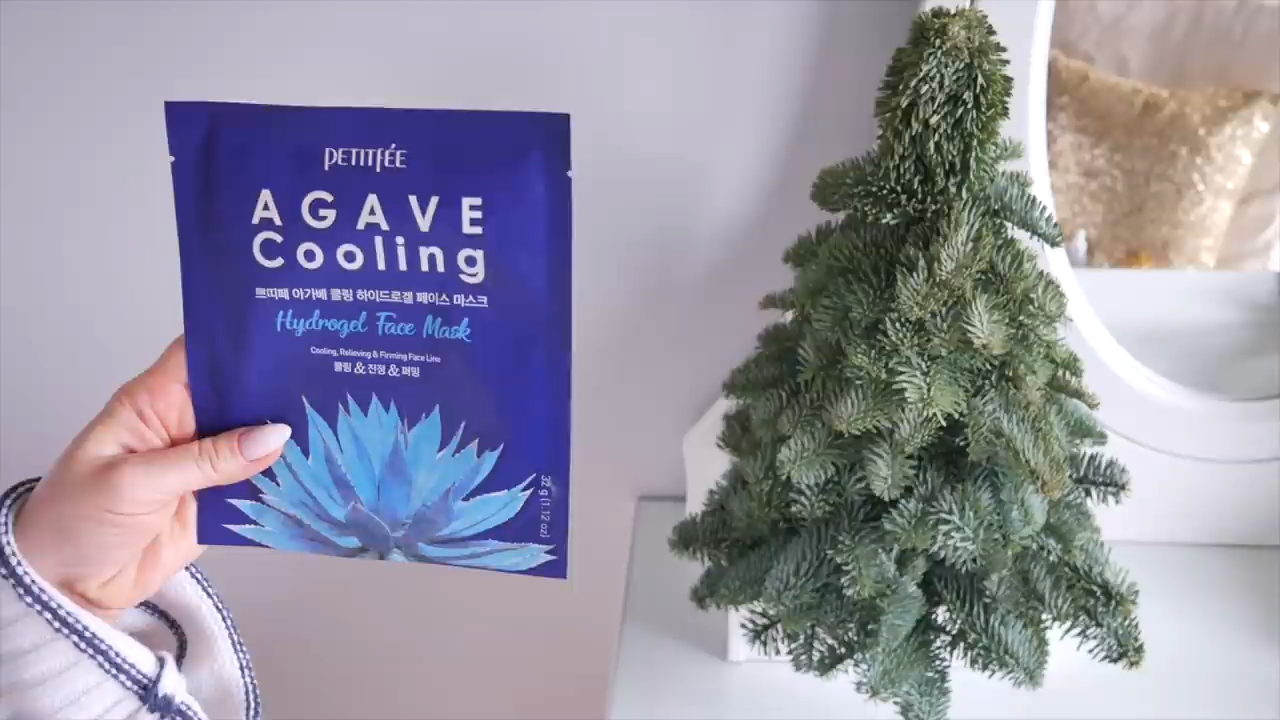 PETITFÉE
AGAVE
Cooling
쁘띠페 아가베 쿨링 하이드로겔 페이스 마스크
Hydrogel Face Mask
Cooling, Relieving & Firming Face Line
쿨링 & 진정 & 퍼밍
32 g (1.12 oz)